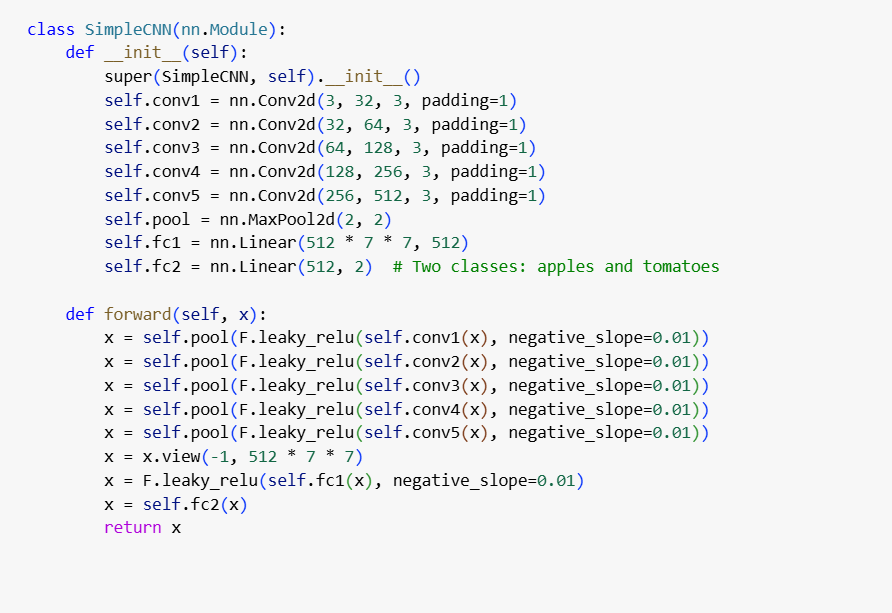 class SimpleCNN(nn.Module):
    def __init__(self):
        super(SimpleCNN, self).__init__()
        self.conv1 = nn.Conv2d(3, 32, 3, padding=1)
        self.conv2 = nn.Conv2d(32, 64, 3, padding=1)
        self.conv3 = nn.Conv2d(64, 128, 3, padding=1)
        self.conv4 = nn.Conv2d(128, 256, 3, padding=1)
        self.conv5 = nn.Conv2d(256, 512, 3, padding=1)
        self.pool = nn.MaxPool2d(2, 2)
        self.fc1 = nn.Linear(512 * 7 * 7, 512)
        self.fc2 = nn.Linear(512, 2)  # Two classes: apples and tomatoes

    def forward(self, x):
        x = self.pool(F.leaky_relu(self.conv1(x), negative_slope=0.01))
        x = self.pool(F.leaky_relu(self.conv2(x), negative_slope=0.01))
        x = self.pool(F.leaky_relu(self.conv3(x), negative_slope=0.01))
        x = self.pool(F.leaky_relu(self.conv4(x), negative_slope=0.01))
        x = self.pool(F.leaky_relu(self.conv5(x), negative_slope=0.01))
        x = x.view(-1, 512 * 7 * 7)
        x = F.leaky_relu(self.fc1(x), negative_slope=0.01)
        x = self.fc2(x)
        return x